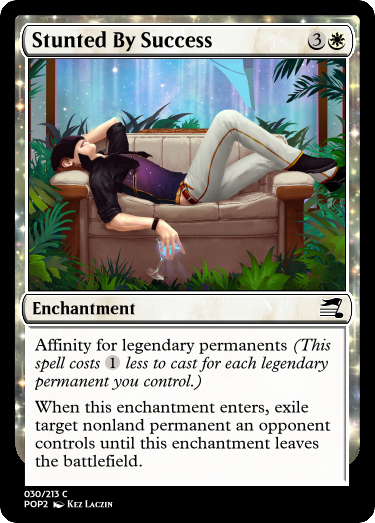 Stunted By Success 3
Enchantment
Affinity for legendary permanents (This
spell costs 1 less to cast for each legendary
permanent you control.)
When this enchantment enters, exile
target nonland permanent an opponent
controls until this enchantment leaves
the battlefield.
030/213 C
POP2 Kez Laczin